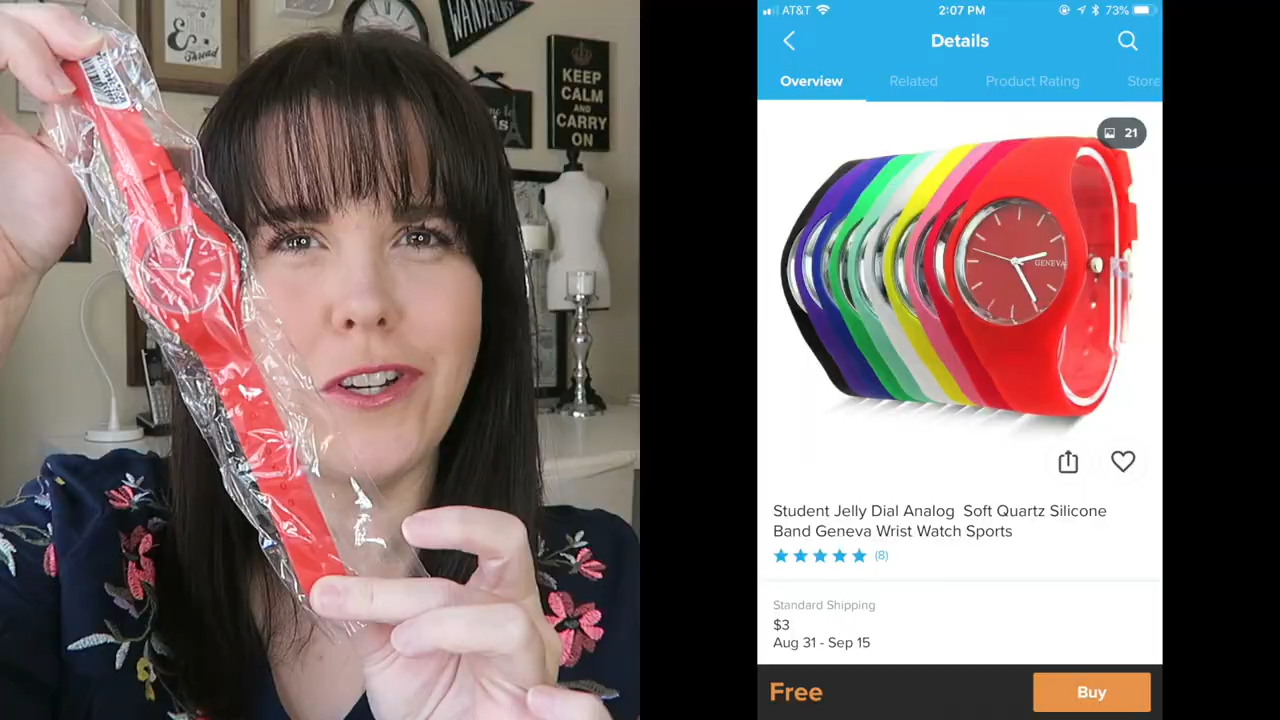 & Thread
WANDERLUST
KEEP
CALM
AND
CARRY
ON
AT&T
2:07 PM
73%
Details
Overview
Related
Product Rating
Store
21
GENEVA
Student Jelly Dial Analog Soft Quartz Silicone
Band Geneva Wrist Watch Sports
(8)
Standard Shipping
$3
Aug 31 - Sep 15
Free
Buy